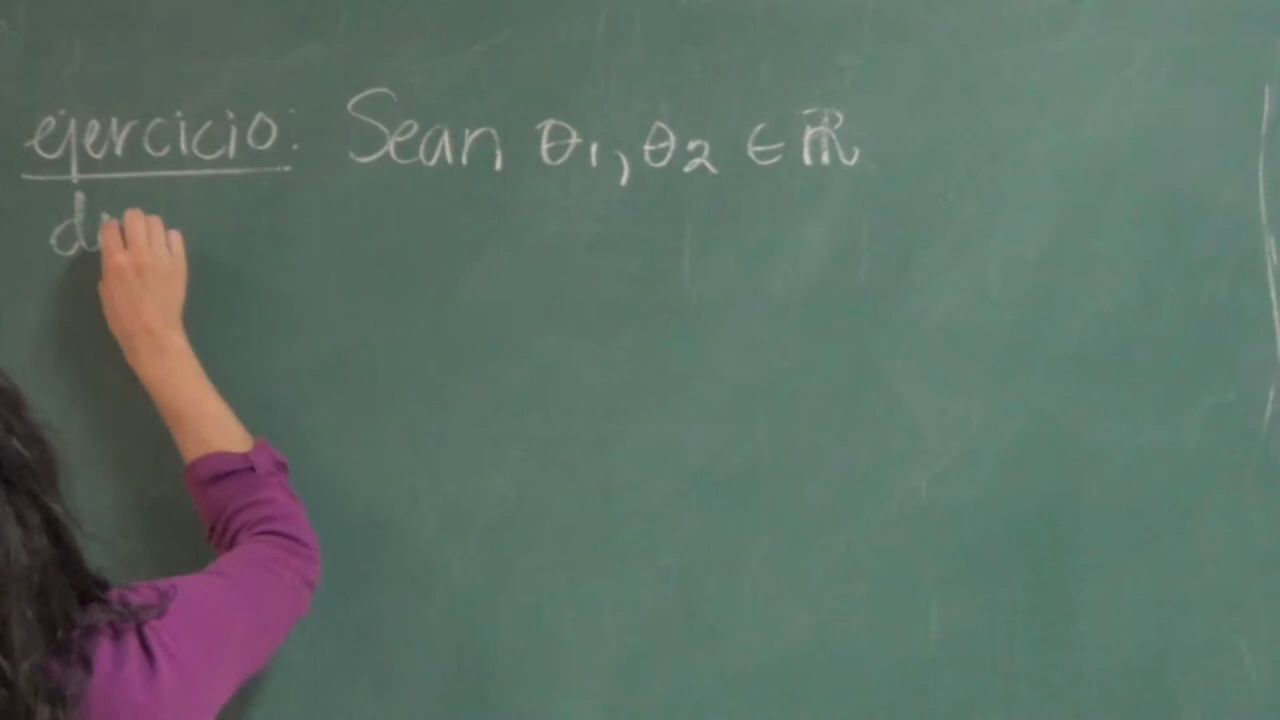 ejercicio: Sean θ₁, θ₂ ∈ ℝ